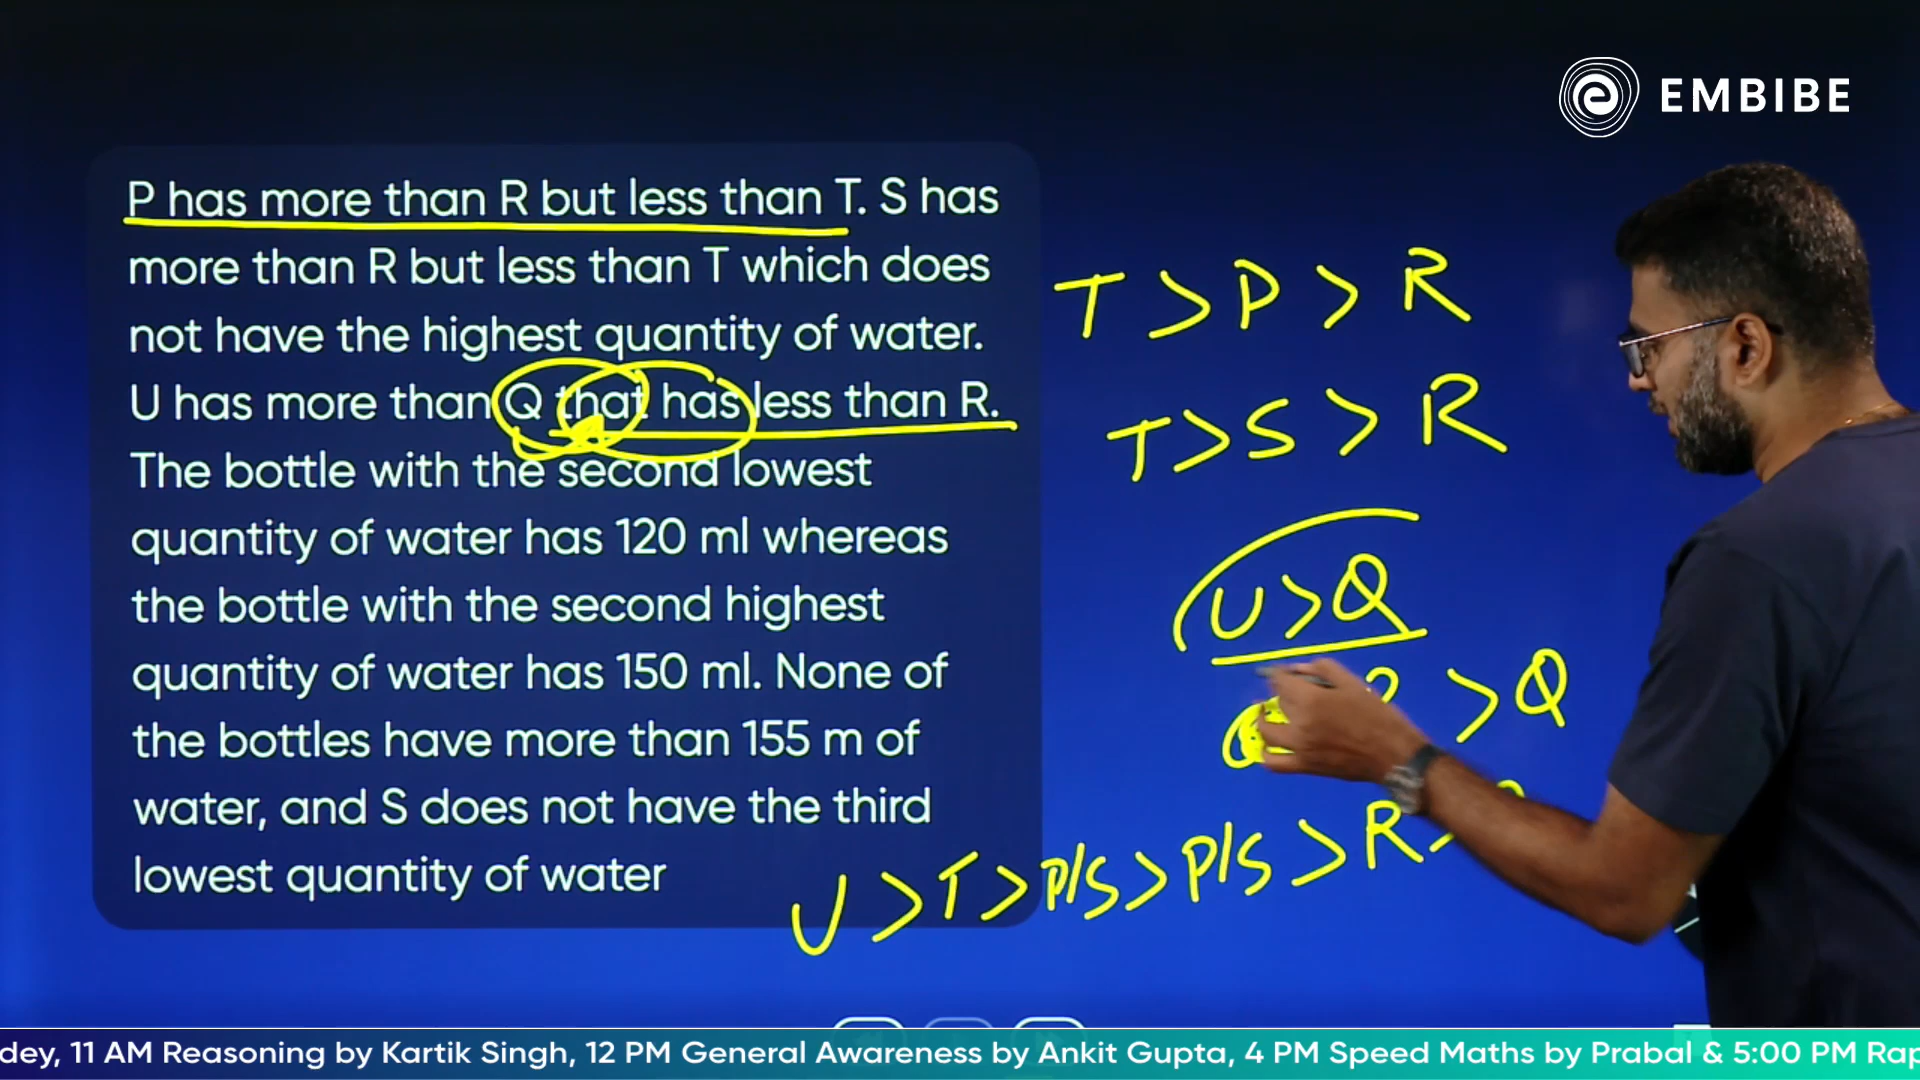 EMBIBE
P has more than R but less than T. S has
more than R but less than T which does
not have the highest quantity of water.
U has more than Q that has less than R.
The bottle with the second lowest
quantity of water has 120 ml whereas
the bottle with the second highest
quantity of water has 150 ml. None of
the bottles have more than 155 m of
water, and S does not have the third
lowest quantity of water
T > P > R
T > S > R
U > Q
> Q
U > T > P/S > P/S > R
dey, 11 AM Reasoning by Kartik Singh, 12 PM General Awareness by Ankit Gupta, 4 PM Speed Maths by Prabal & 5:00 PM Rap